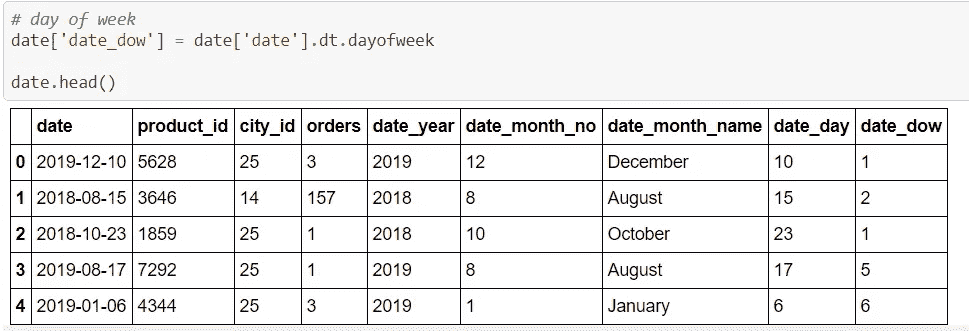 # day of week
date['date_dow'] = date['date'].dt.dayofweek
date.head()
date product_id city_id orders date_year date_month_no date_month_name date_day date_dow
0 2019-12-10 5628 25 3 2019 12 December 10 1
1 2018-08-15 3646 14 157 2018 8 August 15 2
2 2018-10-23 1859 25 1 2018 10 October 23 1
3 2019-08-17 7292 25 1 2019 8 August 17 5
4 2019-01-06 4344 25 3 2019 1 January 6 6